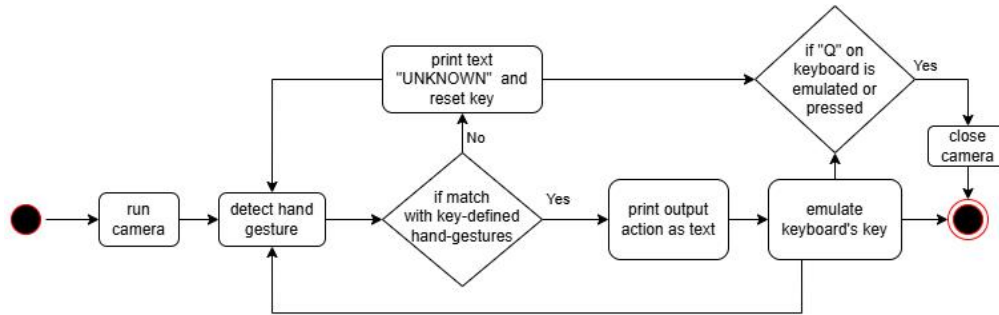 run
camera
detect hand
gesture
print text
"UNKNOWN" and
reset key
No
if match
with key-defined
hand-gestures
Yes
print output
action as text
emulate
keyboard's key
if "Q" on
keyboard is
emulated or
pressed
Yes
close
camera